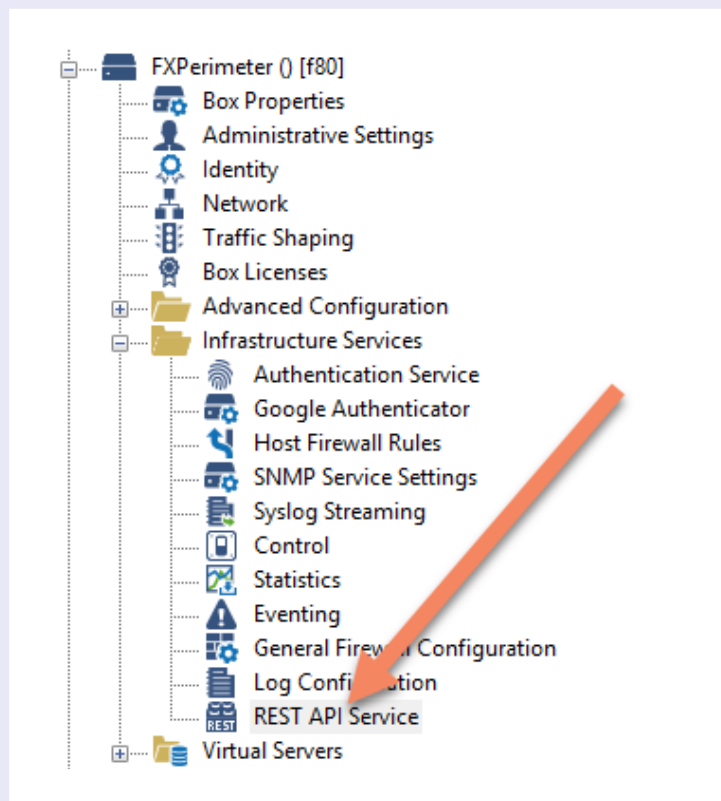 FXPerimeter () [f80]
Box Properties
Administrative Settings
Identity
Network
Traffic Shaping
Box Licenses
Advanced Configuration
Infrastructure Services
Authentication Service
Google Authenticator
Host Firewall Rules
SNMP Service Settings
Syslog Streaming
Control
Statistics
Eventing
General Firewall Configuration
Log Configuration
REST
REST API Service
Virtual Servers